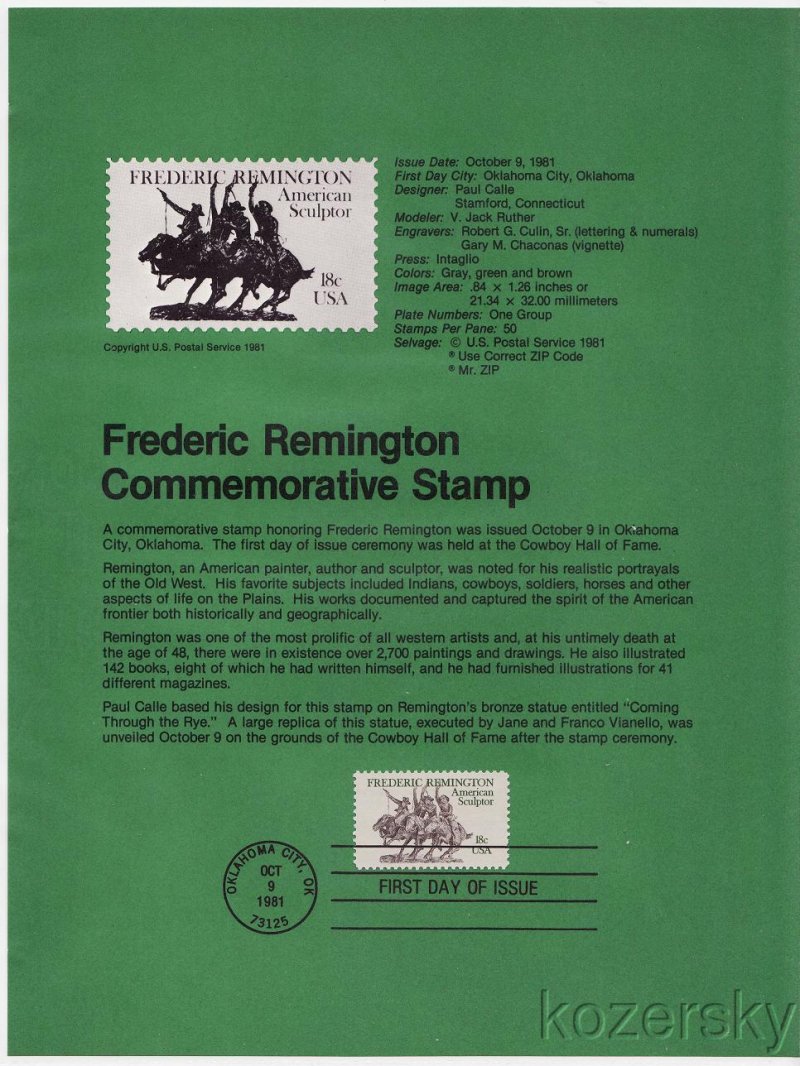 FREDERIC REMINGTON
American
Sculptor
18c
USA
Copyright U.S. Postal Service 1981
Issue Date: October 9, 1981
First Day City: Oklahoma City, Oklahoma
Designer: Paul Calle
Stamford, Connecticut
Modeler: V. Jack Ruther
Engravers: Robert G. Culin, Sr. (lettering & numerals)
Gary M. Chaconas (vignette)
Press: Intaglio
Colors: Gray, green and brown
Image Area: .84 × 1.26 inches or
21.34 × 32.00 millimeters
Plate Numbers: One Group
Stamps Per Pane: 50
Selvage: © U.S. Postal Service 1981
® Use Correct ZIP Code
® Mr. ZIP
Frederic Remington
Commemorative Stamp
A commemorative stamp honoring Frederic Remington was issued October 9 in Oklahoma
City, Oklahoma. The first day of issue ceremony was held at the Cowboy Hall of Fame.
Remington, an American painter, author and sculptor, was noted for his realistic portrayals
of the Old West. His favorite subjects included Indians, cowboys, soldiers, horses and other
aspects of life on the Plains. His works documented and captured the spirit of the American
frontier both historically and geographically.
Remington was one of the most prolific of all western artists and, at his untimely death at
the age of 48, there were in existence over 2,700 paintings and drawings. He also illustrated
142 books, eight of which he had written himself, and he had furnished illustrations for 41
different magazines.
Paul Calle based his design for this stamp on Remington's bronze statue entitled “Coming
Through the Rye.” A large replica of this statue, executed by Jane and Franco Vianello, was
unveiled October 9 on the grounds of the Cowboy Hall of Fame after the stamp ceremony.
FREDERIC REMINGTON
American
Sculptor
18c
USA
OKLAHOMA CITY, OK
OCT
9
1981
73125
FIRST DAY OF ISSUE
kozersky